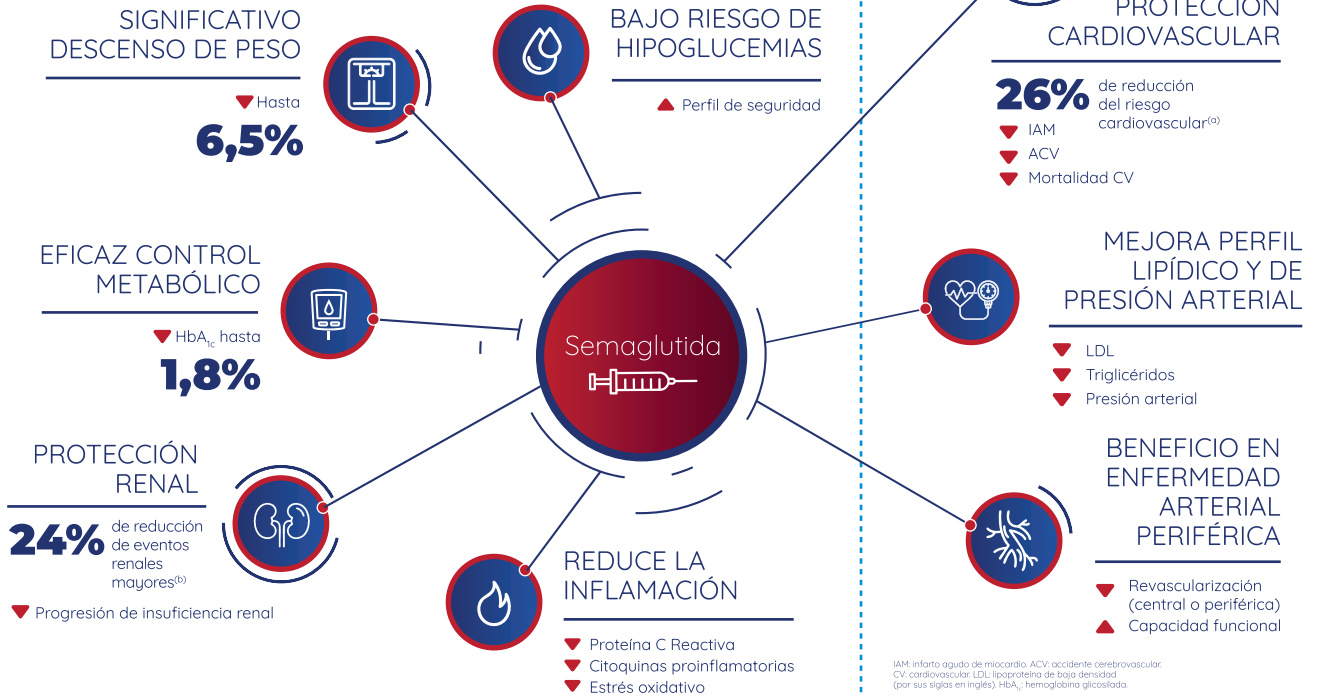 SIGNIFICATIVO
DESCENSO DE PESO
Hasta
6,5%
BAJO RIESGO DE
HIPOGLUCEMIAS
Perfil de seguridad
PROTECCIÓN
CARDIOVASCULAR
26% de reducción
del riesgo
cardiovascular(a)
IAM
ACV
Mortalidad CV
EFICAZ CONTROL
METABÓLICO
HbA1c hasta
1,8%
Semaglutida
MEJORA PERFIL
LIPÍDICO Y DE
PRESIÓN ARTERIAL
LDL
Triglicéridos
Presión arterial
PROTECCIÓN
RENAL
24% de reducción
de eventos
renales
mayores(b)
Progresión de insuficiencia renal
REDUCE LA
INFLAMACIÓN
Proteína C Reactiva
Citoquinas proinflamatorias
Estrés oxidativo
BENEFICIO EN
ENFERMEDAD
ARTERIAL
PERIFÉRICA
Revascularización
(central o periférica)
Capacidad funcional
IAM: infarto agudo de miocardio. ACV: accidente cerebrovascular.
CV: cardiovascular. LDL: lipoproteína de baja densidad
(por sus siglas en inglés). HbA1c: hemoglobina glicosilada.